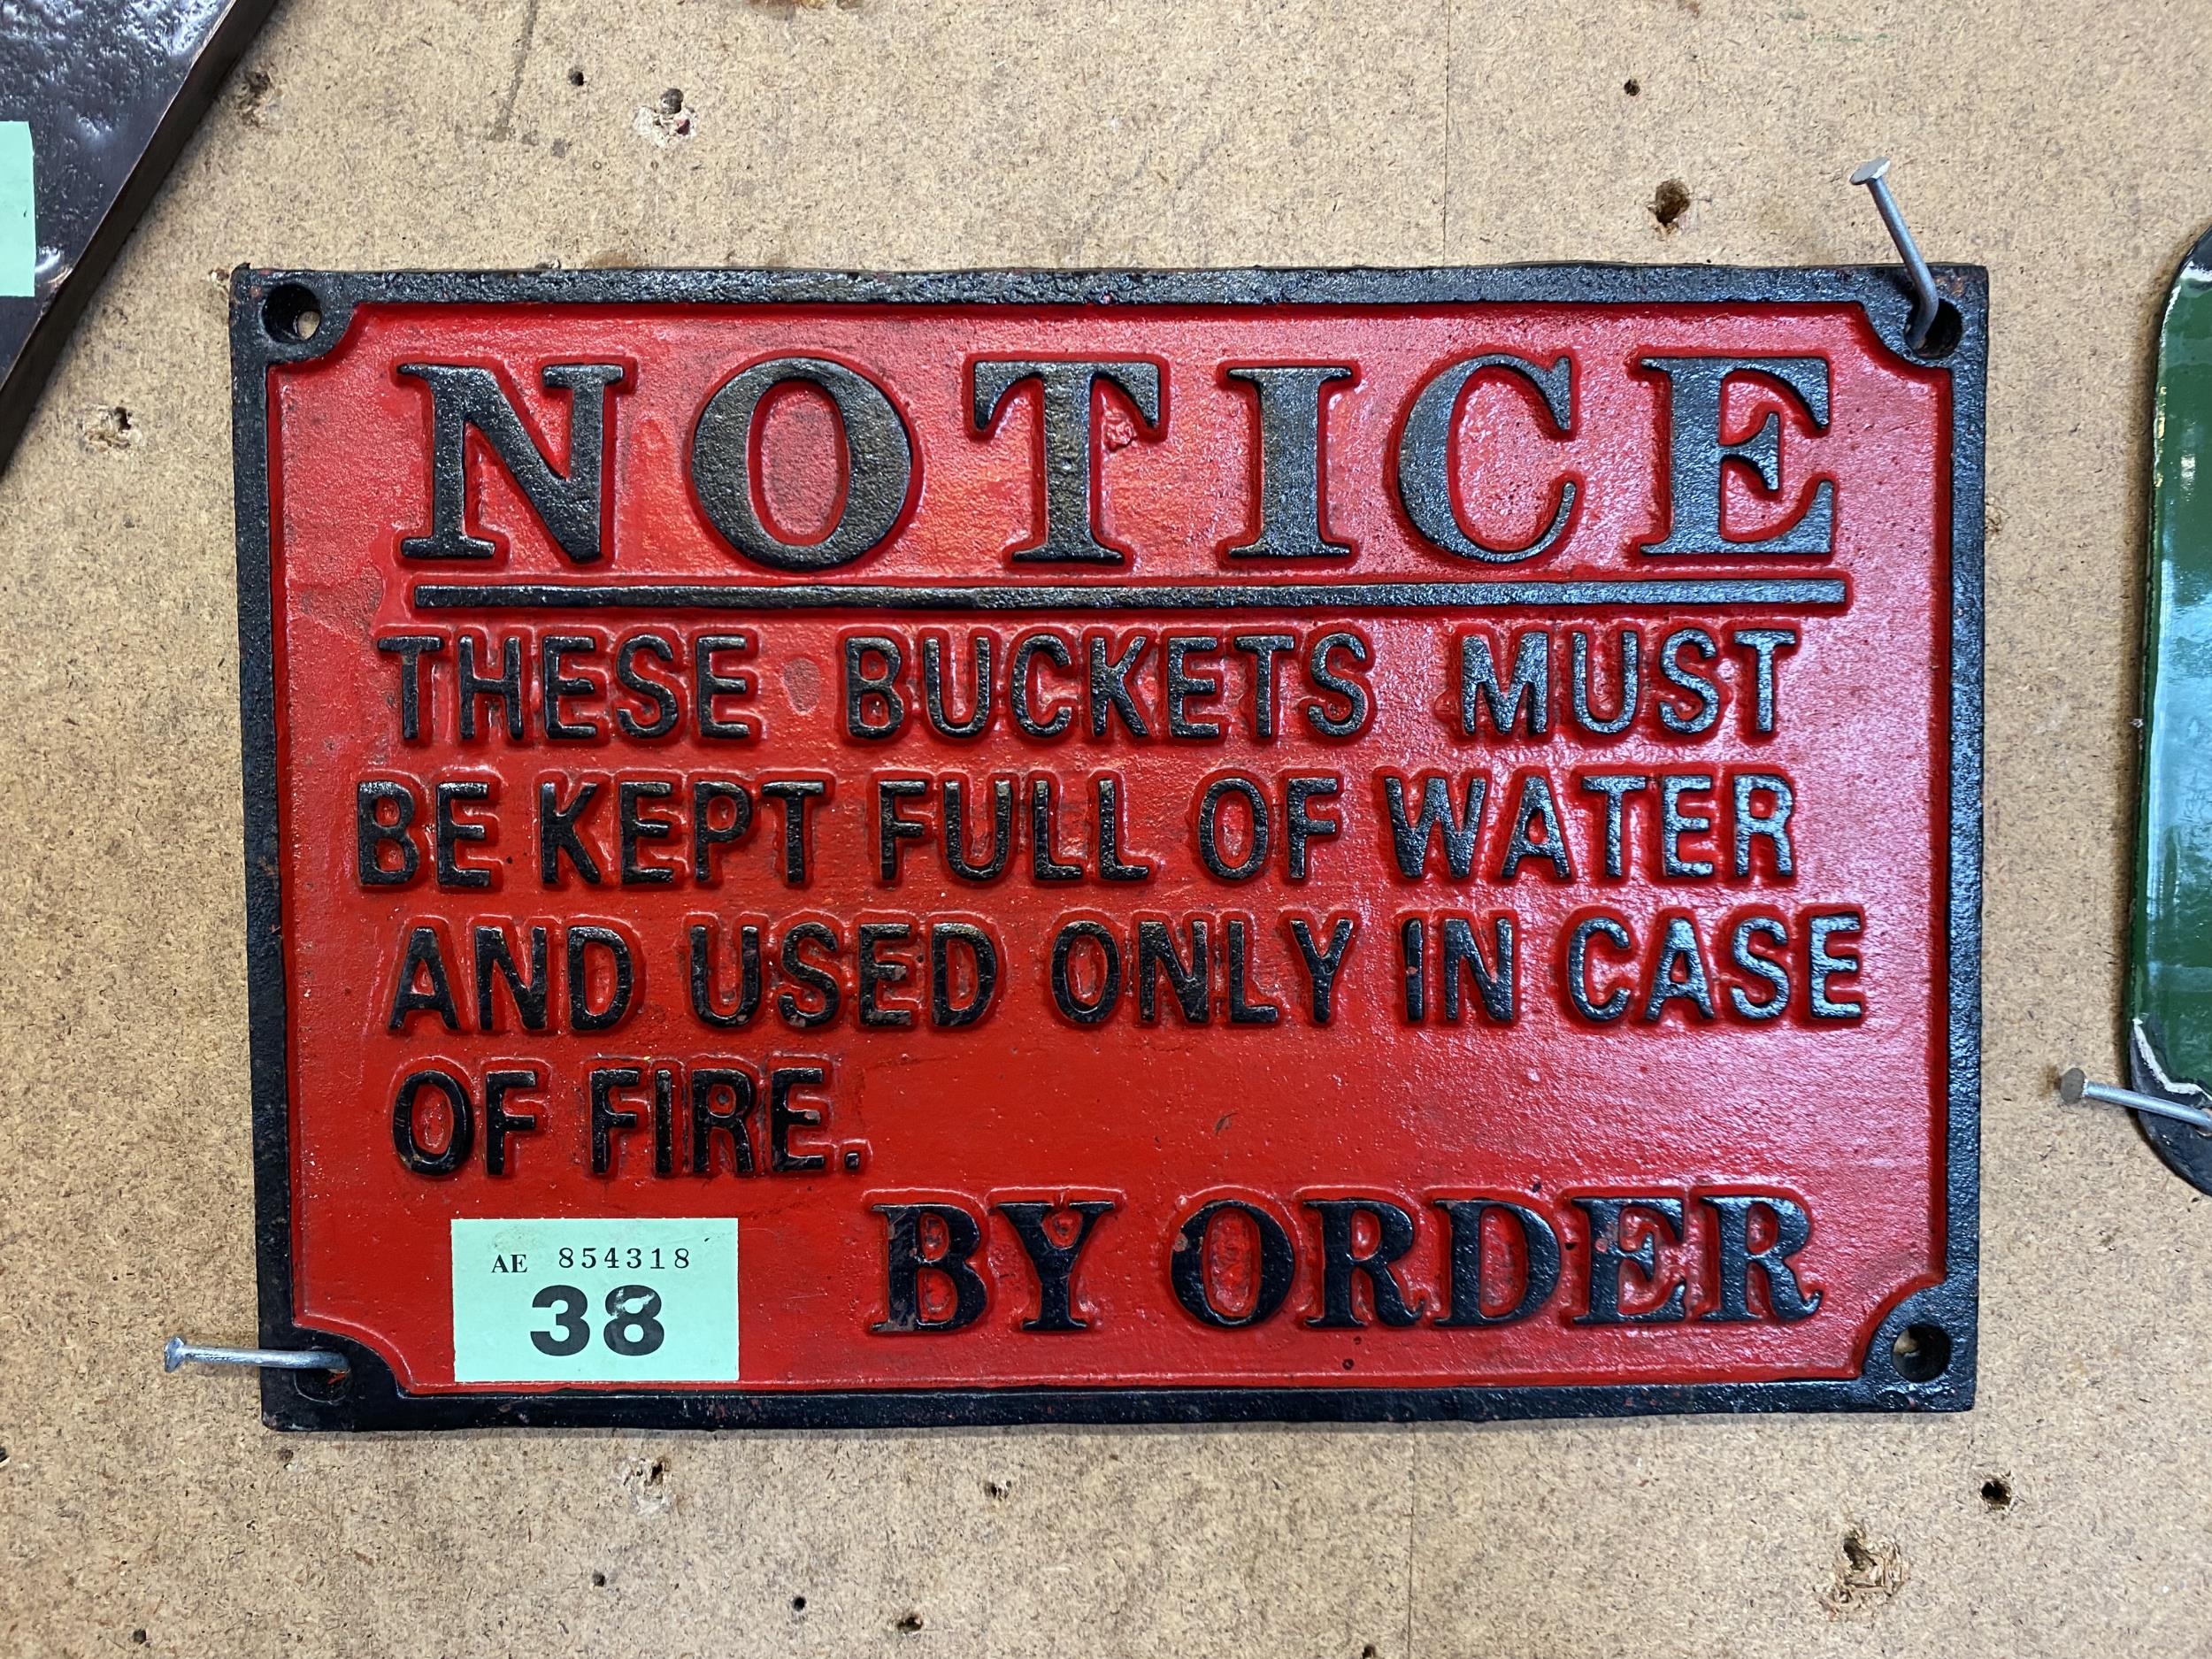 NOTICE
THESE BUCKETS MUST
BE KEPT FULL OF WATER
AND USED ONLY IN CASE
OF FIRE.
BY ORDER
AE 854318
38